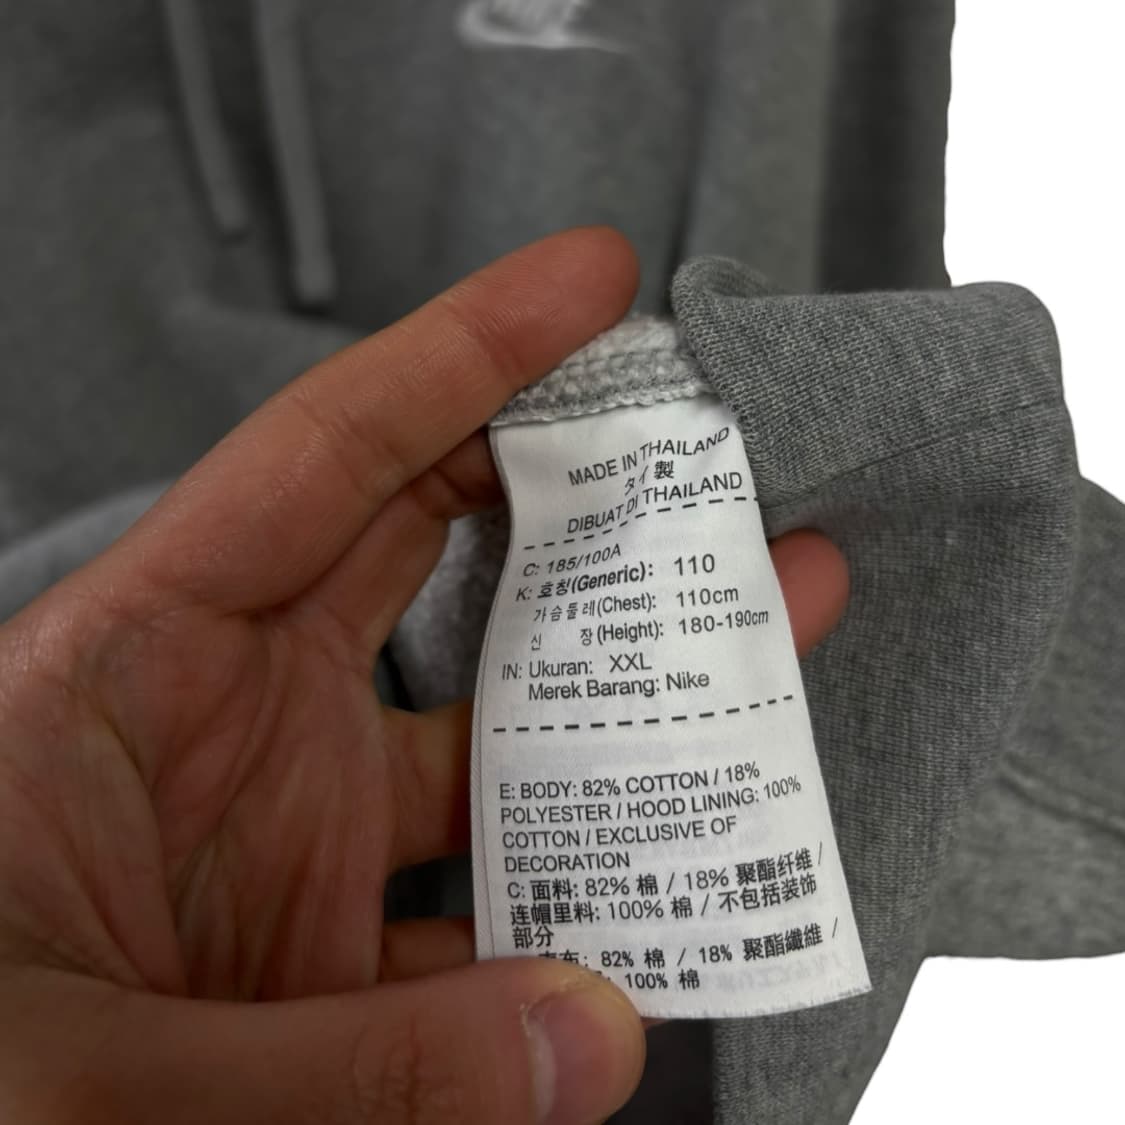 MADE IN THAILAND
タイ製
DIBUAT DI THAILAND
C: 185/100A
K: 호칭(Generic): 110
가슴둘레(Chest): 110cm
신 장(Height): 180-190cm
IN: Ukuran: XXL
Merek Barang: Nike
E: BODY: 82% COTTON / 18%
POLYESTER / HOOD LINING: 100%
COTTON / EXCLUSIVE OF
DECORATION
C: 面料: 82% 棉 / 18% 聚酯纤维 /
连帽里料: 100% 棉 / 不包括装饰
部分
82% 棉 / 18% 聚酯纖維 /
100% 棉